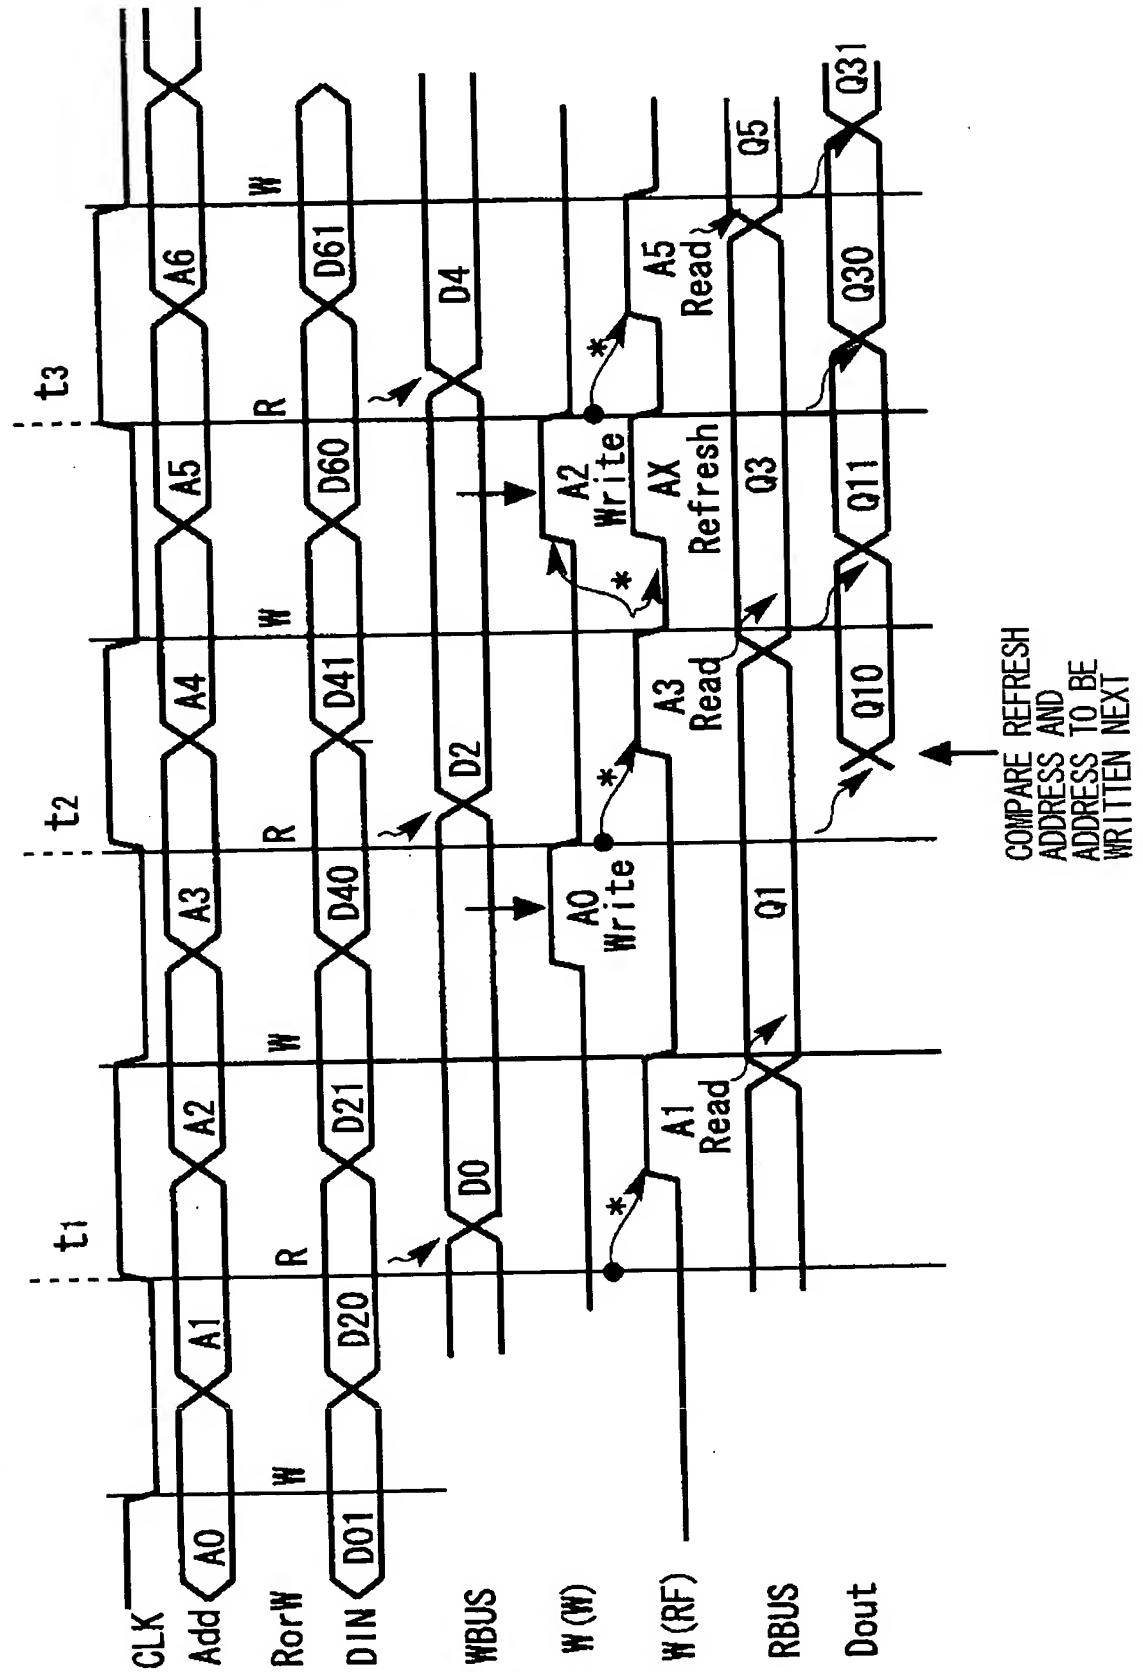 t1 t2 t3
CLK
Add A0 A1 A2 A3 A4 A5 A6
RorW W R W R W R W
DIN D01 D20 D21 D40 D41 D60 D61
WBUS D0 D2 D4
W(W) A0 Write A2 Write
* * * *
W(RF) A1 Read A3 Read AX Refresh A5 Read
RBUS Q1 Q3 Q5
Dout Q10 Q11 Q30 Q31
COMPARE REFRESH
ADDRESS AND
ADDRESS TO BE
WRITTEN NEXT